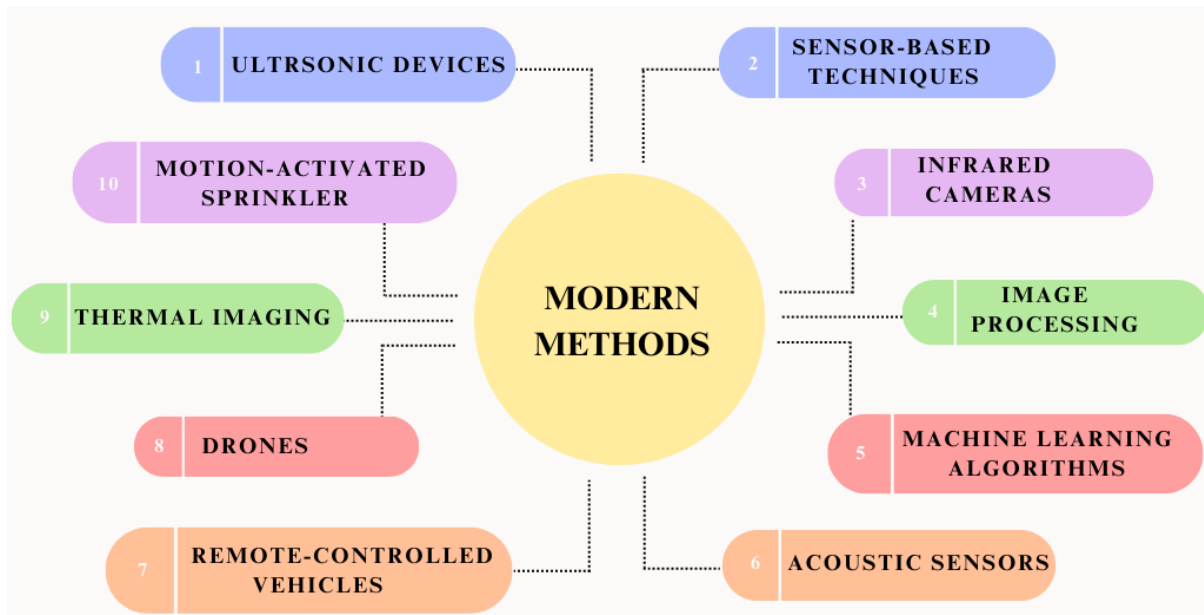 1
ULTRSONIC DEVICES
2
SENSOR-BASED
TECHNIQUES
10
MOTION-ACTIVATED
SPRINKLER
3
INFRARED
CAMERAS
9
THERMAL IMAGING
MODERN
METHODS
4
IMAGE
PROCESSING
8
DRONES
5
MACHINE LEARNING
ALGORITHMS
7
REMOTE-CONTROLLED
VEHICLES
6
ACOUSTIC SENSORS